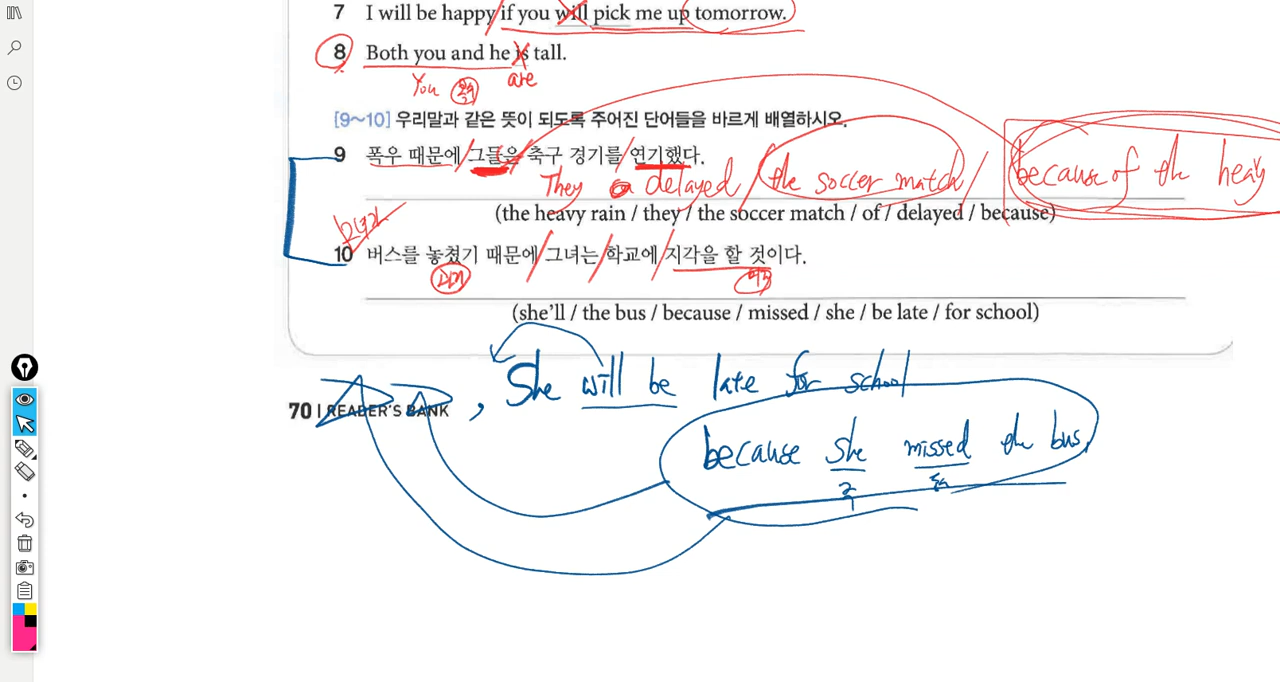 7 I will be happy if you will pick me up tomorrow.
8 Both you and he is tall.
You 복수 are
[9~10] 우리말과 같은 뜻이 되도록 주어진 단어들을 바르게 배열하시오.
9 폭우 때문에 그들은 축구 경기를 연기했다.
They delayed / the soccer match / because of the heavy
(the heavy rain / they / the soccer match / of / delayed / because)
10 버스를 놓쳤기 때문에 그녀는 학교에 지각을 할 것이다.
과거
(she'll / the bus / because / missed / she / be late / for school)
, She will be late for school
70 | READER'S BANK
because she missed the bus.